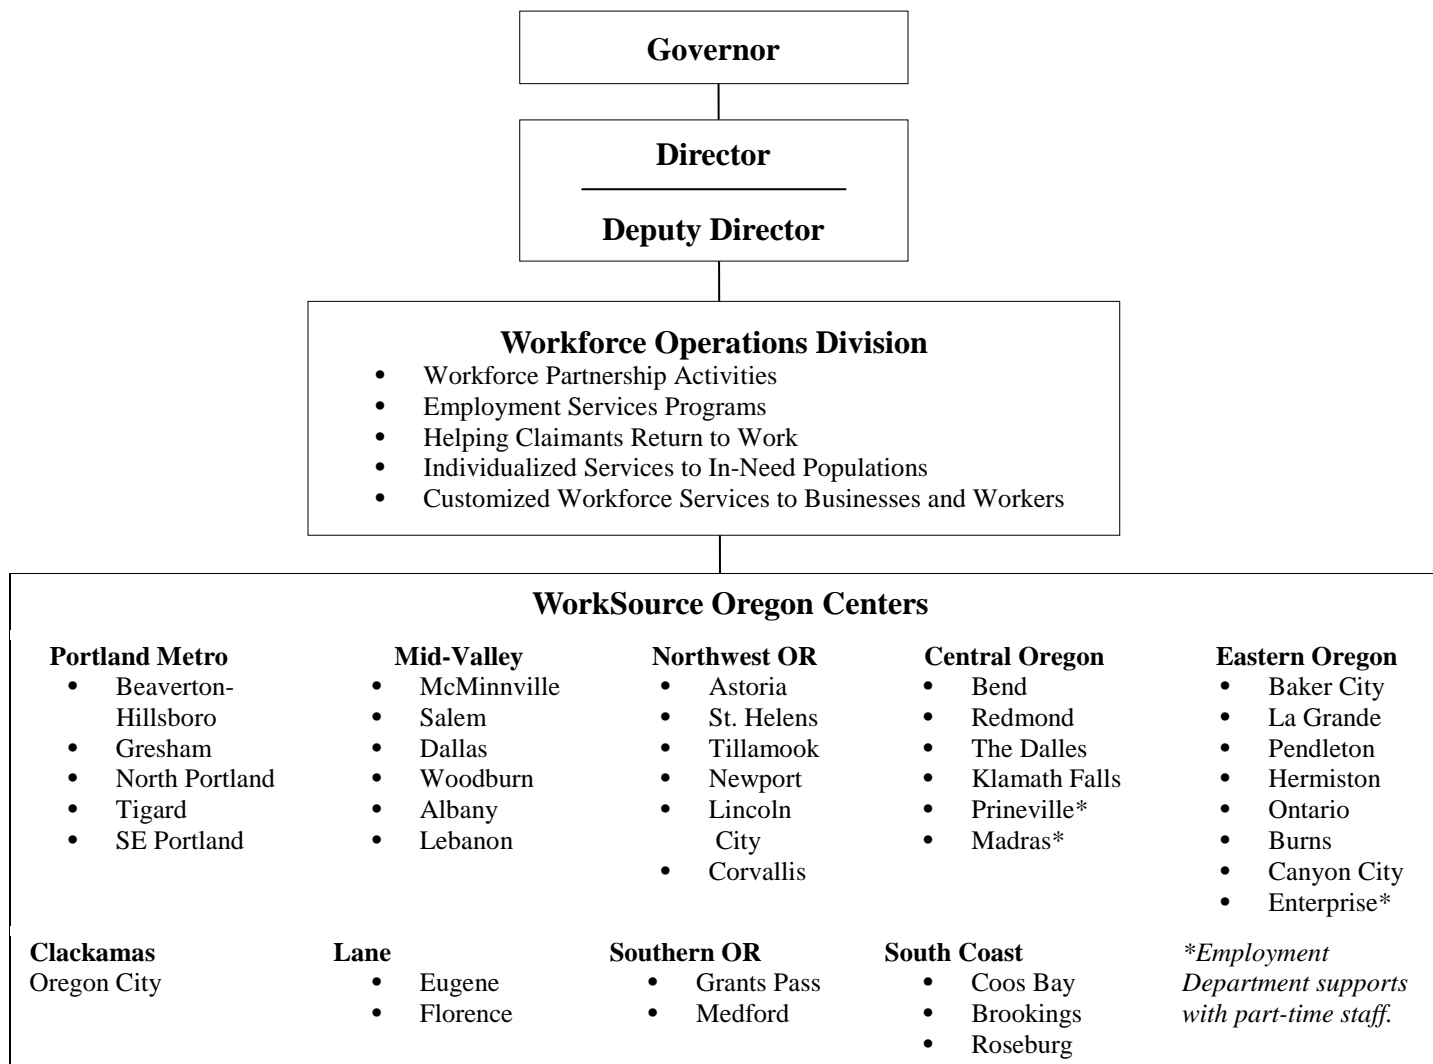 Governor
Director
Deputy Director
Workforce Operations Division
• Workforce Partnership Activities
• Employment Services Programs
• Helping Claimants Return to Work
• Individualized Services to In-Need Populations
• Customized Workforce Services to Businesses and Workers
WorkSource Oregon Centers
Portland Metro
• Beaverton-
Hillsboro
• Gresham
• North Portland
• Tigard
• SE Portland
Mid-Valley
• McMinnville
• Salem
• Dallas
• Woodburn
• Albany
• Lebanon
Northwest OR
• Astoria
• St. Helens
• Tillamook
• Newport
• Lincoln
City
• Corvallis
Central Oregon
• Bend
• Redmond
• The Dalles
• Klamath Falls
• Prineville*
• Madras*
Eastern Oregon
• Baker City
• La Grande
• Pendleton
• Hermiston
• Ontario
• Burns
• Canyon City
• Enterprise*
Clackamas
Oregon City
Lane
• Eugene
• Florence
Southern OR
• Grants Pass
• Medford
South Coast
• Coos Bay
• Brookings
• Roseburg
*Employment
Department supports
with part-time staff.